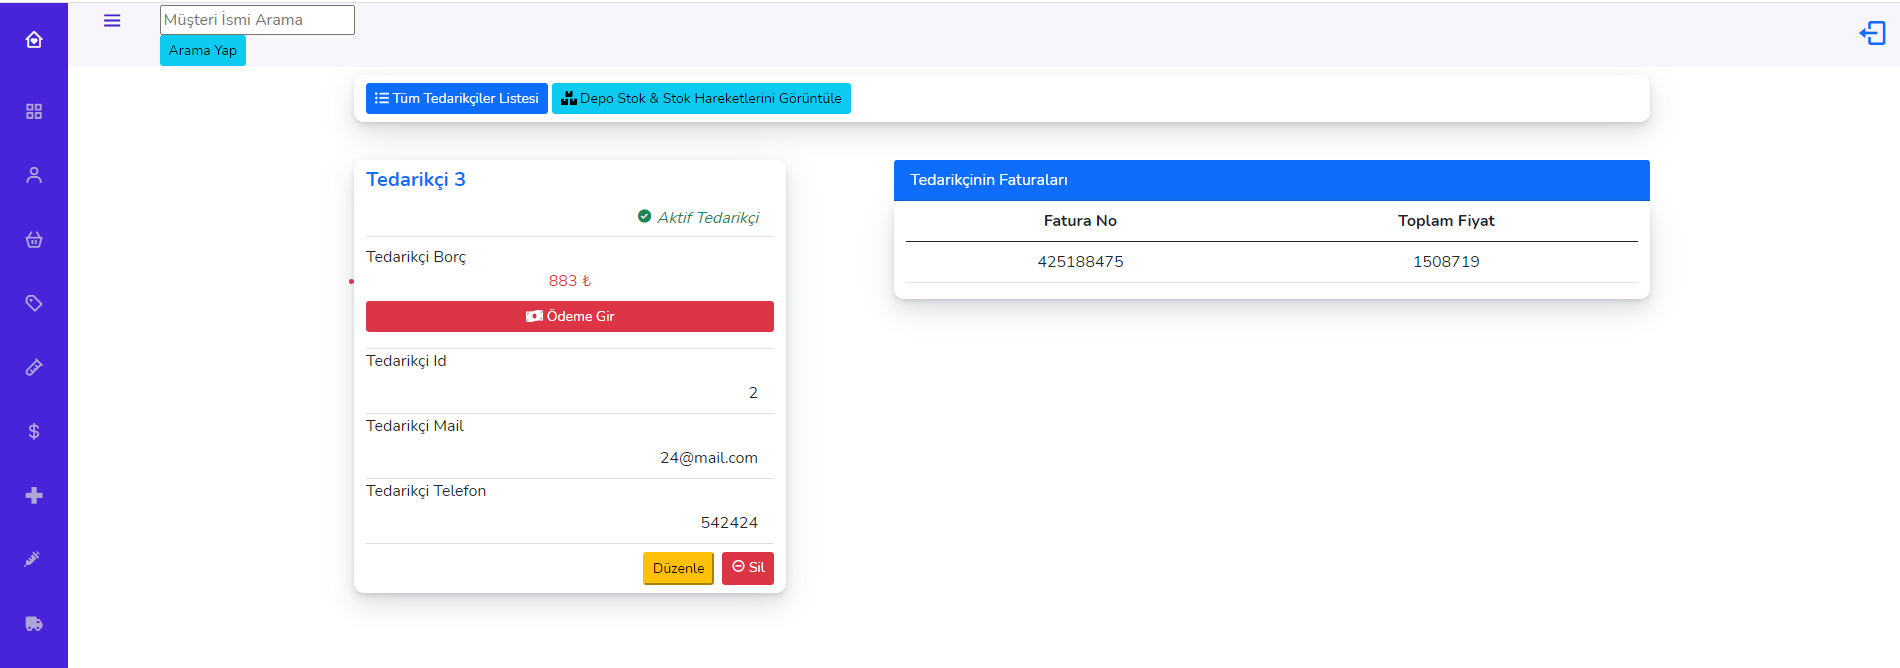 Müşteri İsmi Arama
Arama Yap
Tüm Tedarikçiler Listesi
Depo Stok & Stok Hareketlerini Görüntüle
Tedarikçi 3
Aktif Tedarikçi
Tedarikçi Borç
883 ₺
Ödeme Gir
Tedarikçi Id
2
Tedarikçi Mail
24@mail.com
Tedarikçi Telefon
542424
Düzenle
Sil
Tedarikçinin Faturaları
Fatura No Toplam Fiyat
425188475 1508719